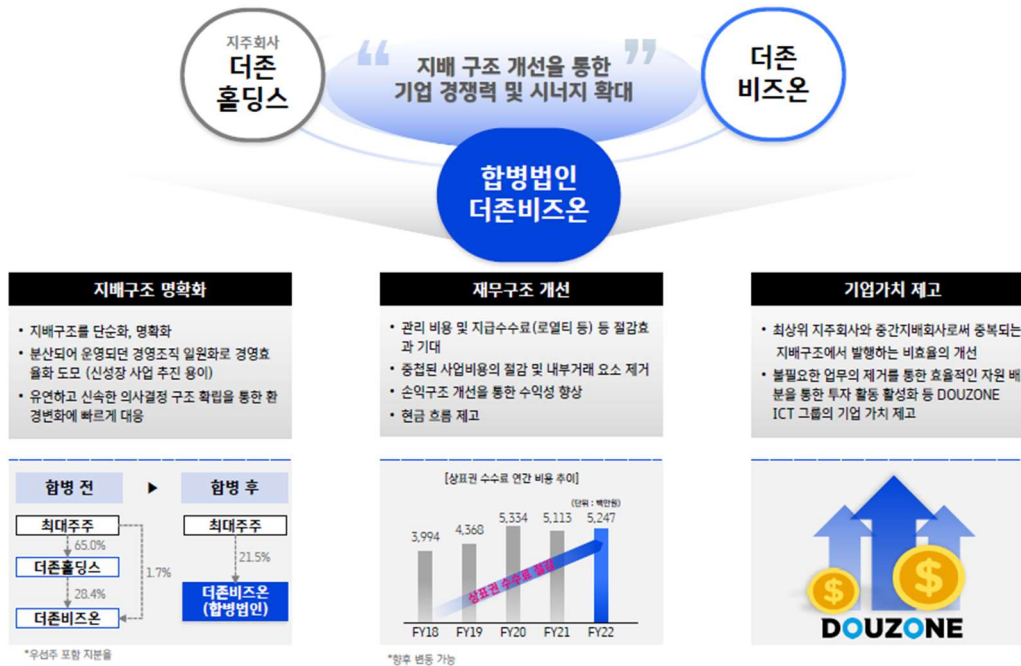 지주회사
더존
홀딩스
“ 지배 구조 개선을 통한 ”
기업 경쟁력 및 시너지 확대
더존
비즈온
합병법인
더존비즈온
지배구조 명확화
• 지배구조를 단순화, 명확화
• 분산되어 운영되던 경영조직 일원화로 경영효
율화 도모 (신성장 사업 추진 용이)
• 유연하고 신속한 의사결정 구조 확립을 통한 환
경변화에 빠르게 대응
합병 전
▶
합병 후
최대주주
65.0%
더존홀딩스
28.4%
더존비즈온
1.7%
최대주주
21.5%
더존비즈온
(합병법인)
*우선주 포함 지분율
재무구조 개선
• 관리 비용 및 지급수수료(로열티 등) 등 절감효
과 기대
• 중첩된 사업비용의 절감 및 내부거래 요소 제거
• 손익구조 개선을 통한 수익성 향상
• 현금 흐름 제고
[상표권 수수료 연간 비용 추이]
(단위 : 백만원)
3,994
4,368
5,334
5,113
5,247
상표권 수수료 절감
FY18
FY19
FY20
FY21
FY22
*향후 변동 가능
기업가치 제고
• 최상위 지주회사와 중간지배회사로써 중복되는
지배구조에서 발행하는 비효율의 개선
• 불필요한 업무의 제거를 통한 효율적인 자원 배
분을 통한 투자 활동 활성화 등 DOUZONE
ICT 그룹의 기업 가치 제고
$
$
DOUZONE